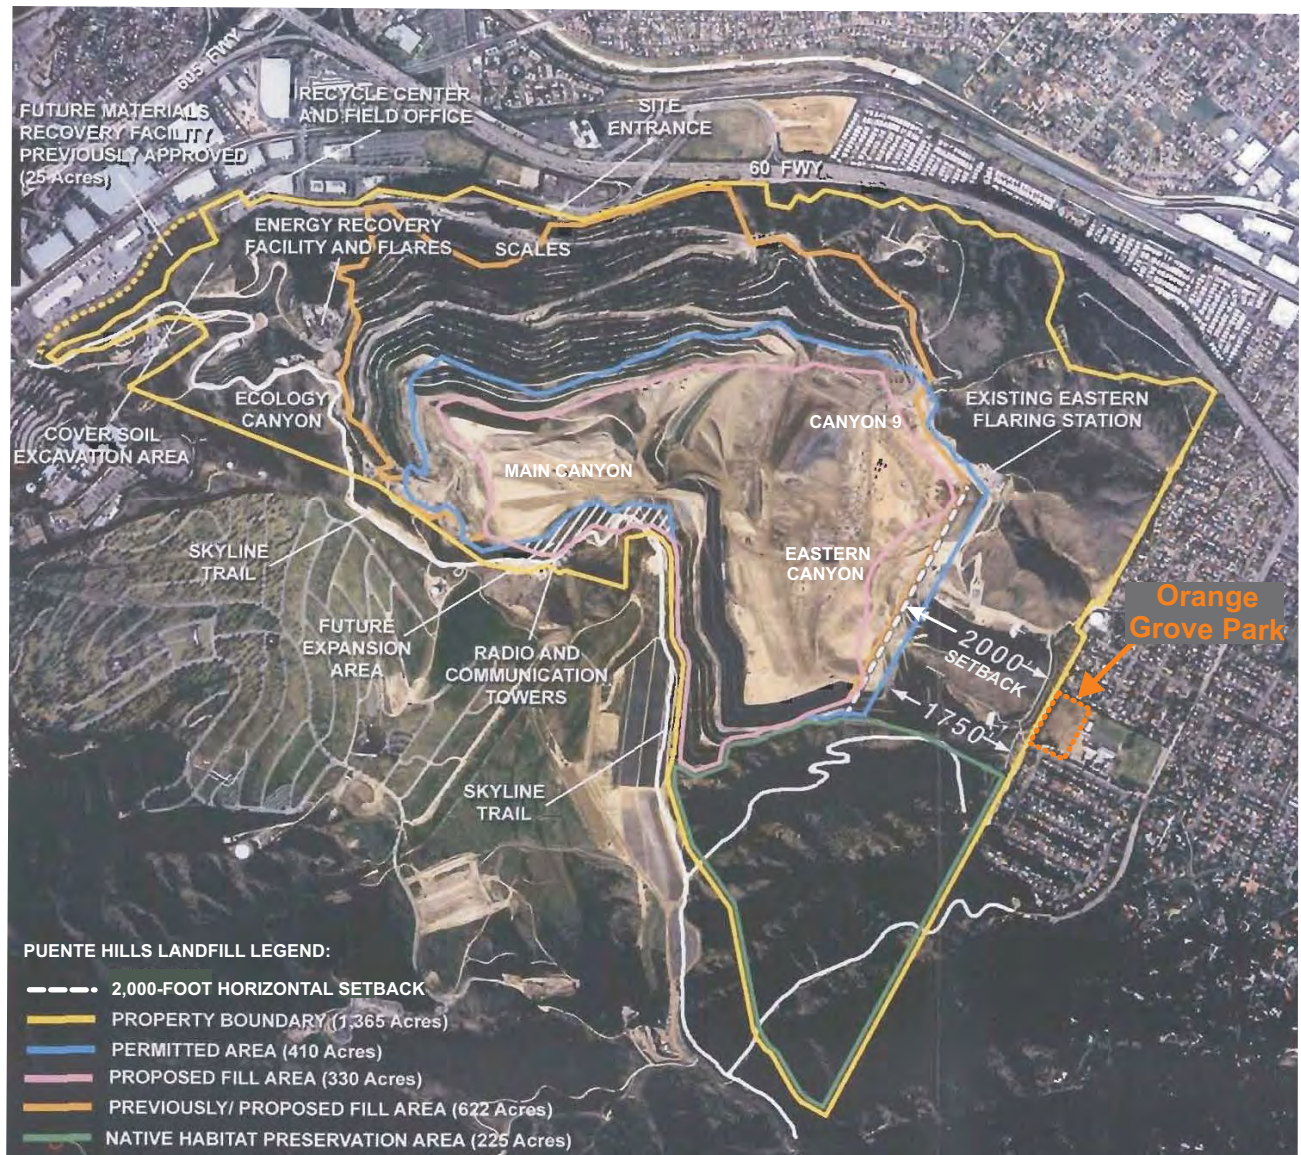 605 FWY
FUTURE MATERIALS
RECOVERY FACILITY
PREVIOUSLY APPROVED
(25 Acres)
RECYCLE CENTER
AND FIELD OFFICE
SITE
ENTRANCE
60 FWY
ENERGY RECOVERY
FACILITY AND FLARES
SCALES
ECOLOGY
CANYON
COVER SOIL
EXCAVATION AREA
EXISTING EASTERN
FLARING STATION
CANYON 9
MAIN CANYON
EASTERN
CANYON
SKYLINE
TRAIL
FUTURE
EXPANSION
AREA
RADIO AND
COMMUNICATION
TOWERS
Orange
Grove Park
2000
SETBACK
1750
SKYLINE
TRAIL
PUENTE HILLS LANDFILL LEGEND:
2,000-FOOT HORIZONTAL SETBACK
PROPERTY BOUNDARY (1,365 Acres)
PERMITTED AREA (410 Acres)
PROPOSED FILL AREA (330 Acres)
PREVIOUSLY/ PROPOSED FILL AREA (622 Acres)
NATIVE HABITAT PRESERVATION AREA (225 Acres)